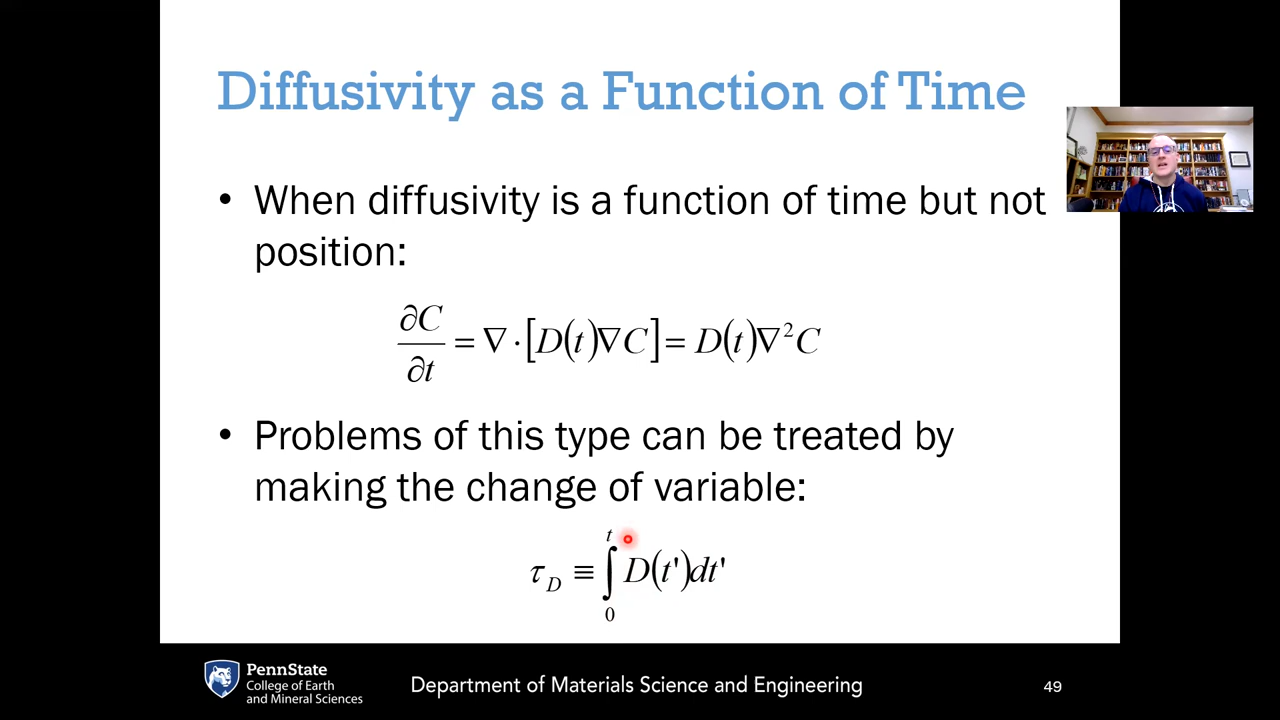 Diffusivity as a Function of Time
• When diffusivity is a function of time but not
position:
∂C/∂t = ∇·[D(t)∇C] = D(t)∇²C
• Problems of this type can be treated by
making the change of variable:
τ_D ≡ ∫₀ᵗ D(t')dt'
PennState
College of Earth
and Mineral Sciences
Department of Materials Science and Engineering
49